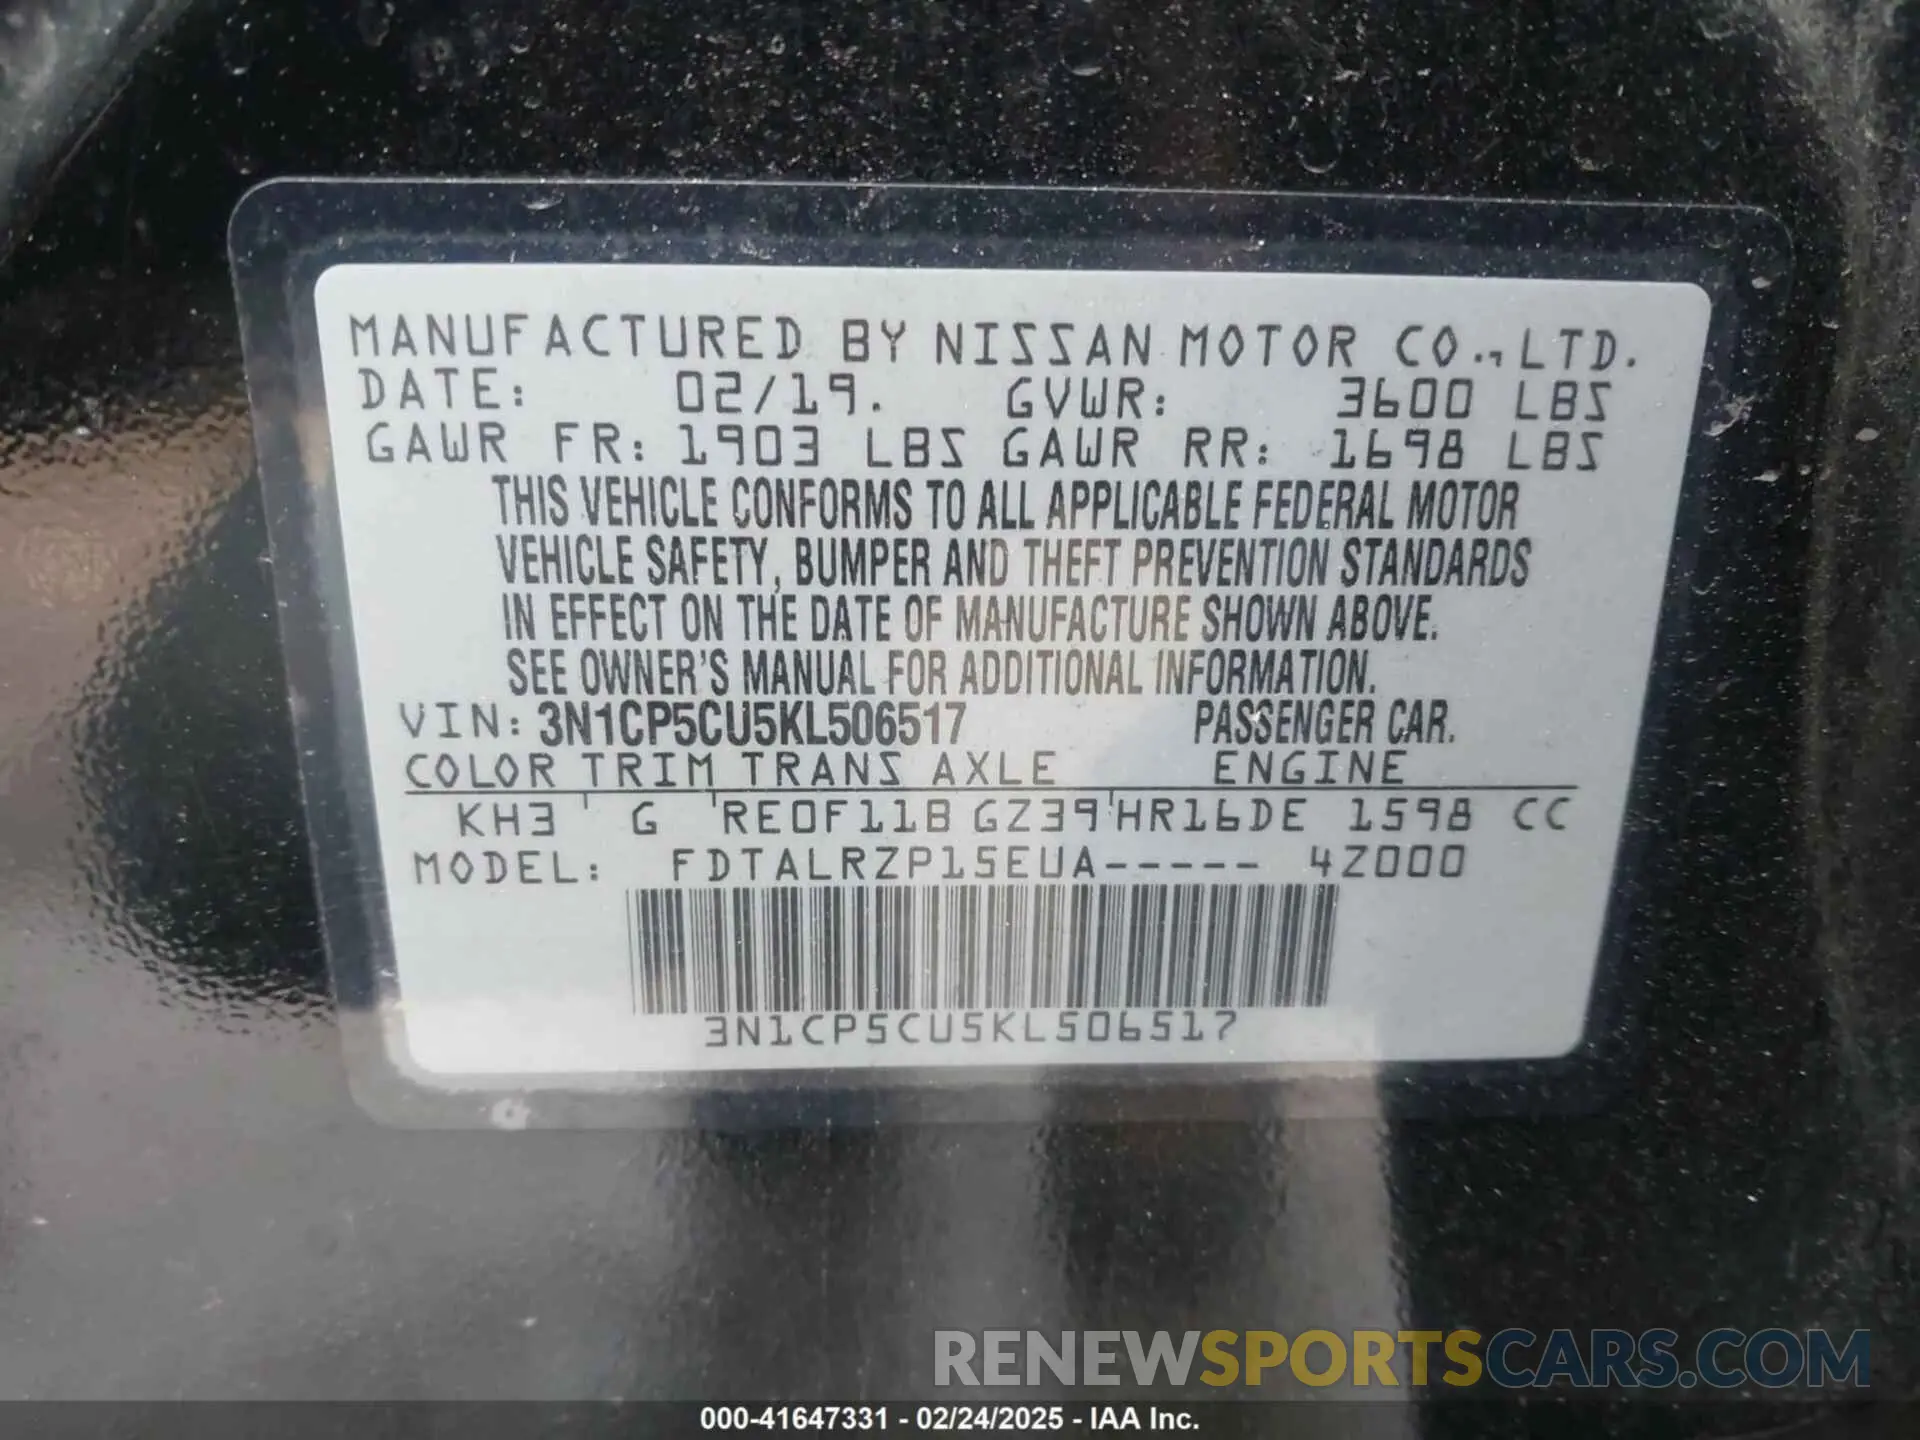 MANUFACTURED BY NISSAN MOTOR CO., LTD.
DATE: 02/19. GVWR: 3600 LBS
GAWR FR: 1903 LBS GAWR RR: 1698 LBS
THIS VEHICLE CONFORMS TO ALL APPLICABLE FEDERAL MOTOR
VEHICLE SAFETY, BUMPER AND THEFT PREVENTION STANDARDS
IN EFFECT ON THE DATE OF MANUFACTURE SHOWN ABOVE.
SEE OWNER'S MANUAL FOR ADDITIONAL INFORMATION.
VIN: 3N1CP5CU5KL506517 PASSENGER CAR.
COLOR TRIM TRANS AXLE ENGINE
KH3 G RE0F11B GZ39 HR16DE 1598 CC
MODEL: FDTALRZP15EUA----- 4Z000
3N1CP5CU5KL506517
RENEWSPORTSCARS.COM
000-41647331 - 02/24/2025 - IAA Inc.